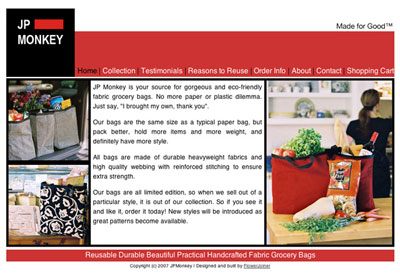 JP
MONKEY
Made for Good™
Home | Collection | Testimonials | Reasons to Reuse | Order Info | About | Contact | Shopping Cart
JP Monkey is your source for gorgeous and eco-friendly
fabric grocery bags. No more paper or plastic dilemma.
Just say, "I brought my own, thank you".
Our bags are the same size as a typical paper bag, but
pack better, hold more items and more weight, and
definitely have more style.
All bags are made of durable heavyweight fabrics and
high quality webbing with reinforced stitching to ensure
extra strength.
Our bags are all limited edition, so when we sell out of a
particular style, it is out of our collection. So if you see it
and like it, order it today! New styles will be introduced as
great patterns become available.
Reusable Durable Beautiful Practical Handcrafted Fabric Grocery Bags
Copyright (c) 2007 JPMonkey I Designed and built by